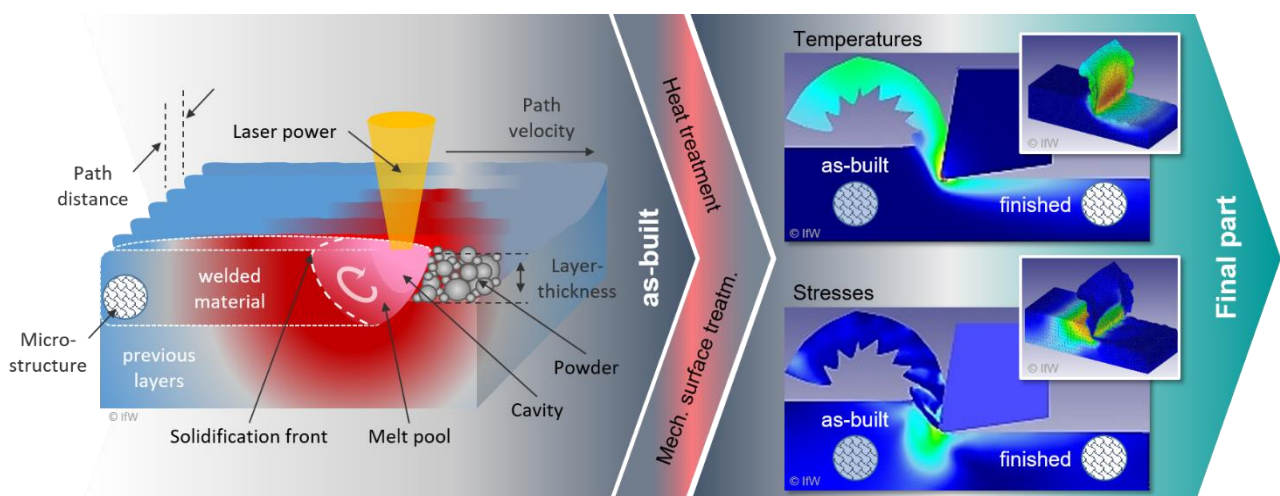 Laser power
Path
velocity
Path
distance
welded
material
Layer-
thickness
Micro-
structure
previous
layers
Powder
Cavity
© IfW
Solidification front
Melt pool
as-built
Heat treatment
Mech. surface treatm.
Temperatures
© IfW
as-built
finished
© IfW
Stresses
© IfW
as-built
finished
© IfW
Final part